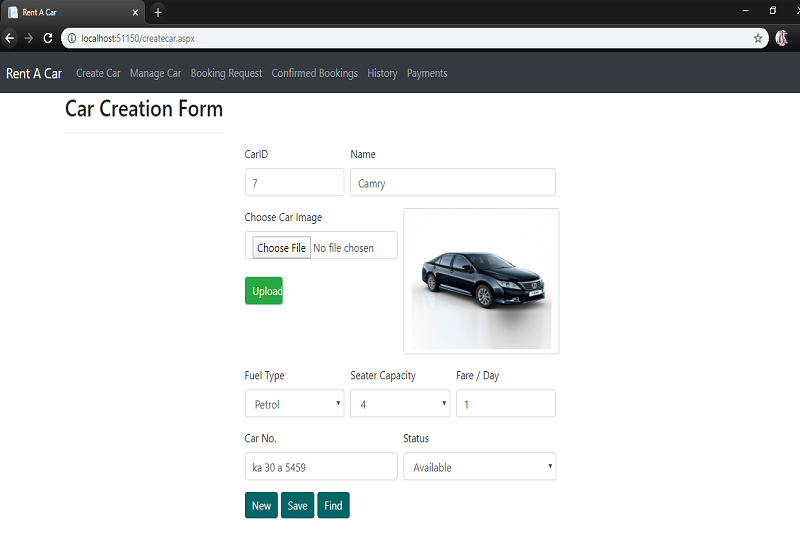 Rent A Car
localhost:51150/createcar.aspx
Rent A Car Create Car Manage Car Booking Request Confirmed Bookings History Payments
Car Creation Form
CarID Name
7 Camry
Choose Car Image
Choose File No file chosen
Upload
Fuel Type Seater Capacity Fare / Day
Petrol 4 1
Car No. Status
ka 30 a 5459 Available
New Save Find